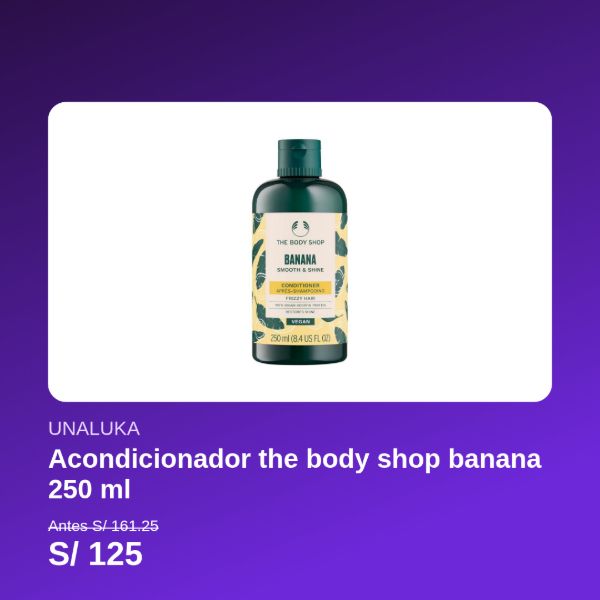 THE BODY SHOP
BANANA
SMOOTH & SHINE
CONDITIONER
APRÈS-SHAMPOOING
FRIZZY HAIR
VEGAN
250 ml (8.4 US FL OZ)
UNALUKA
Acondicionador the body shop banana
250 ml
Antes S/ 161.25
S/ 125